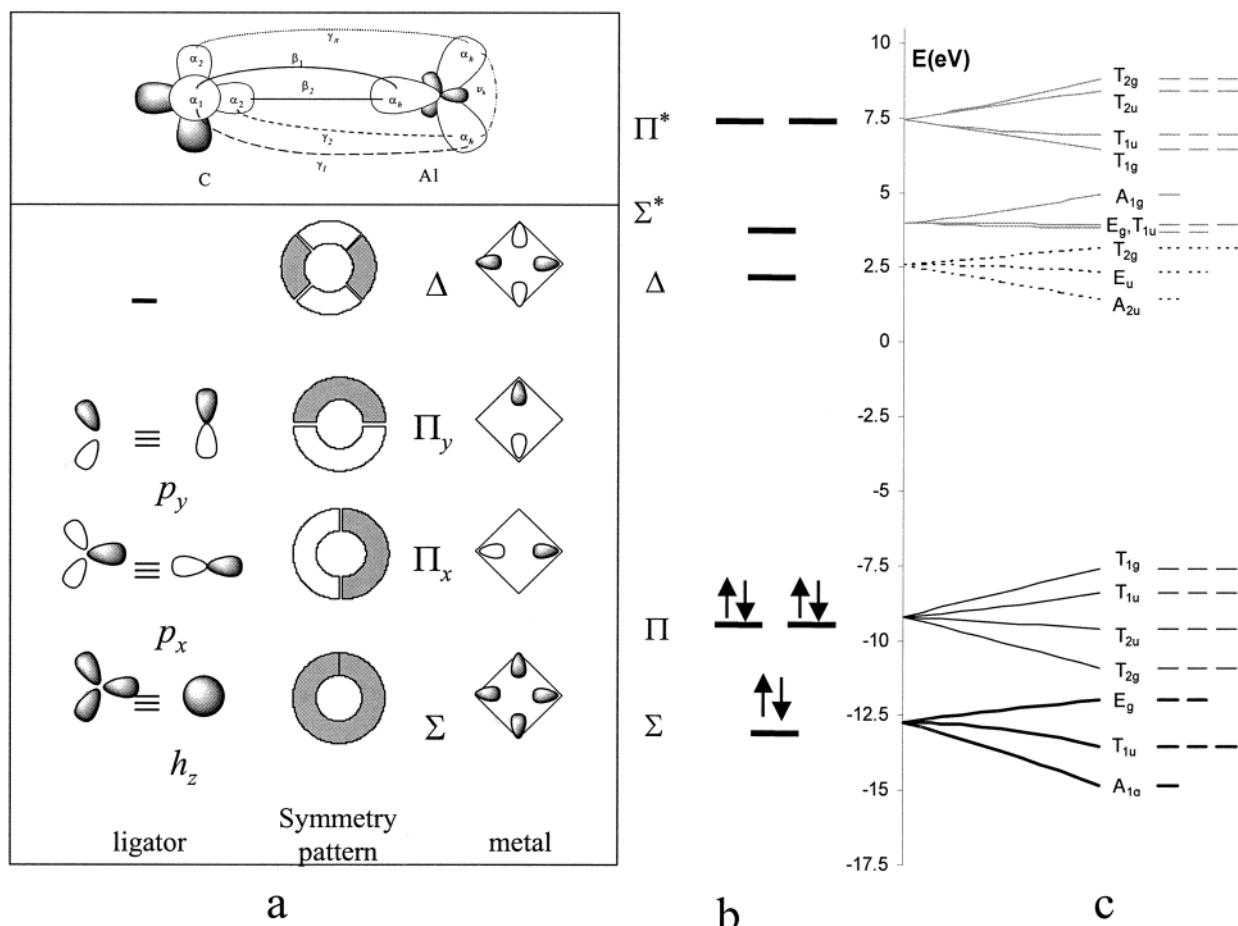 γπ
α2
αh
β1
β2
νh
α1
α2
αh
γ2
αh
γ1
C
Al
Δ
≡
Πy
py
≡
Πx
px
≡
Σ
hz
ligator
Symmetry
pattern
metal
a
Π*
Σ*
Δ
Π
Σ
b
E(eV)
10
7.5
5
2.5
0
-2.5
-5
-7.5
-10
-12.5
-15
-17.5
T2g
T2u
T1u
T1g
A1g
Eg,T1u
T2g
Eu
A2u
T1g
T1u
T2u
T2g
Eg
T1u
A1g
c